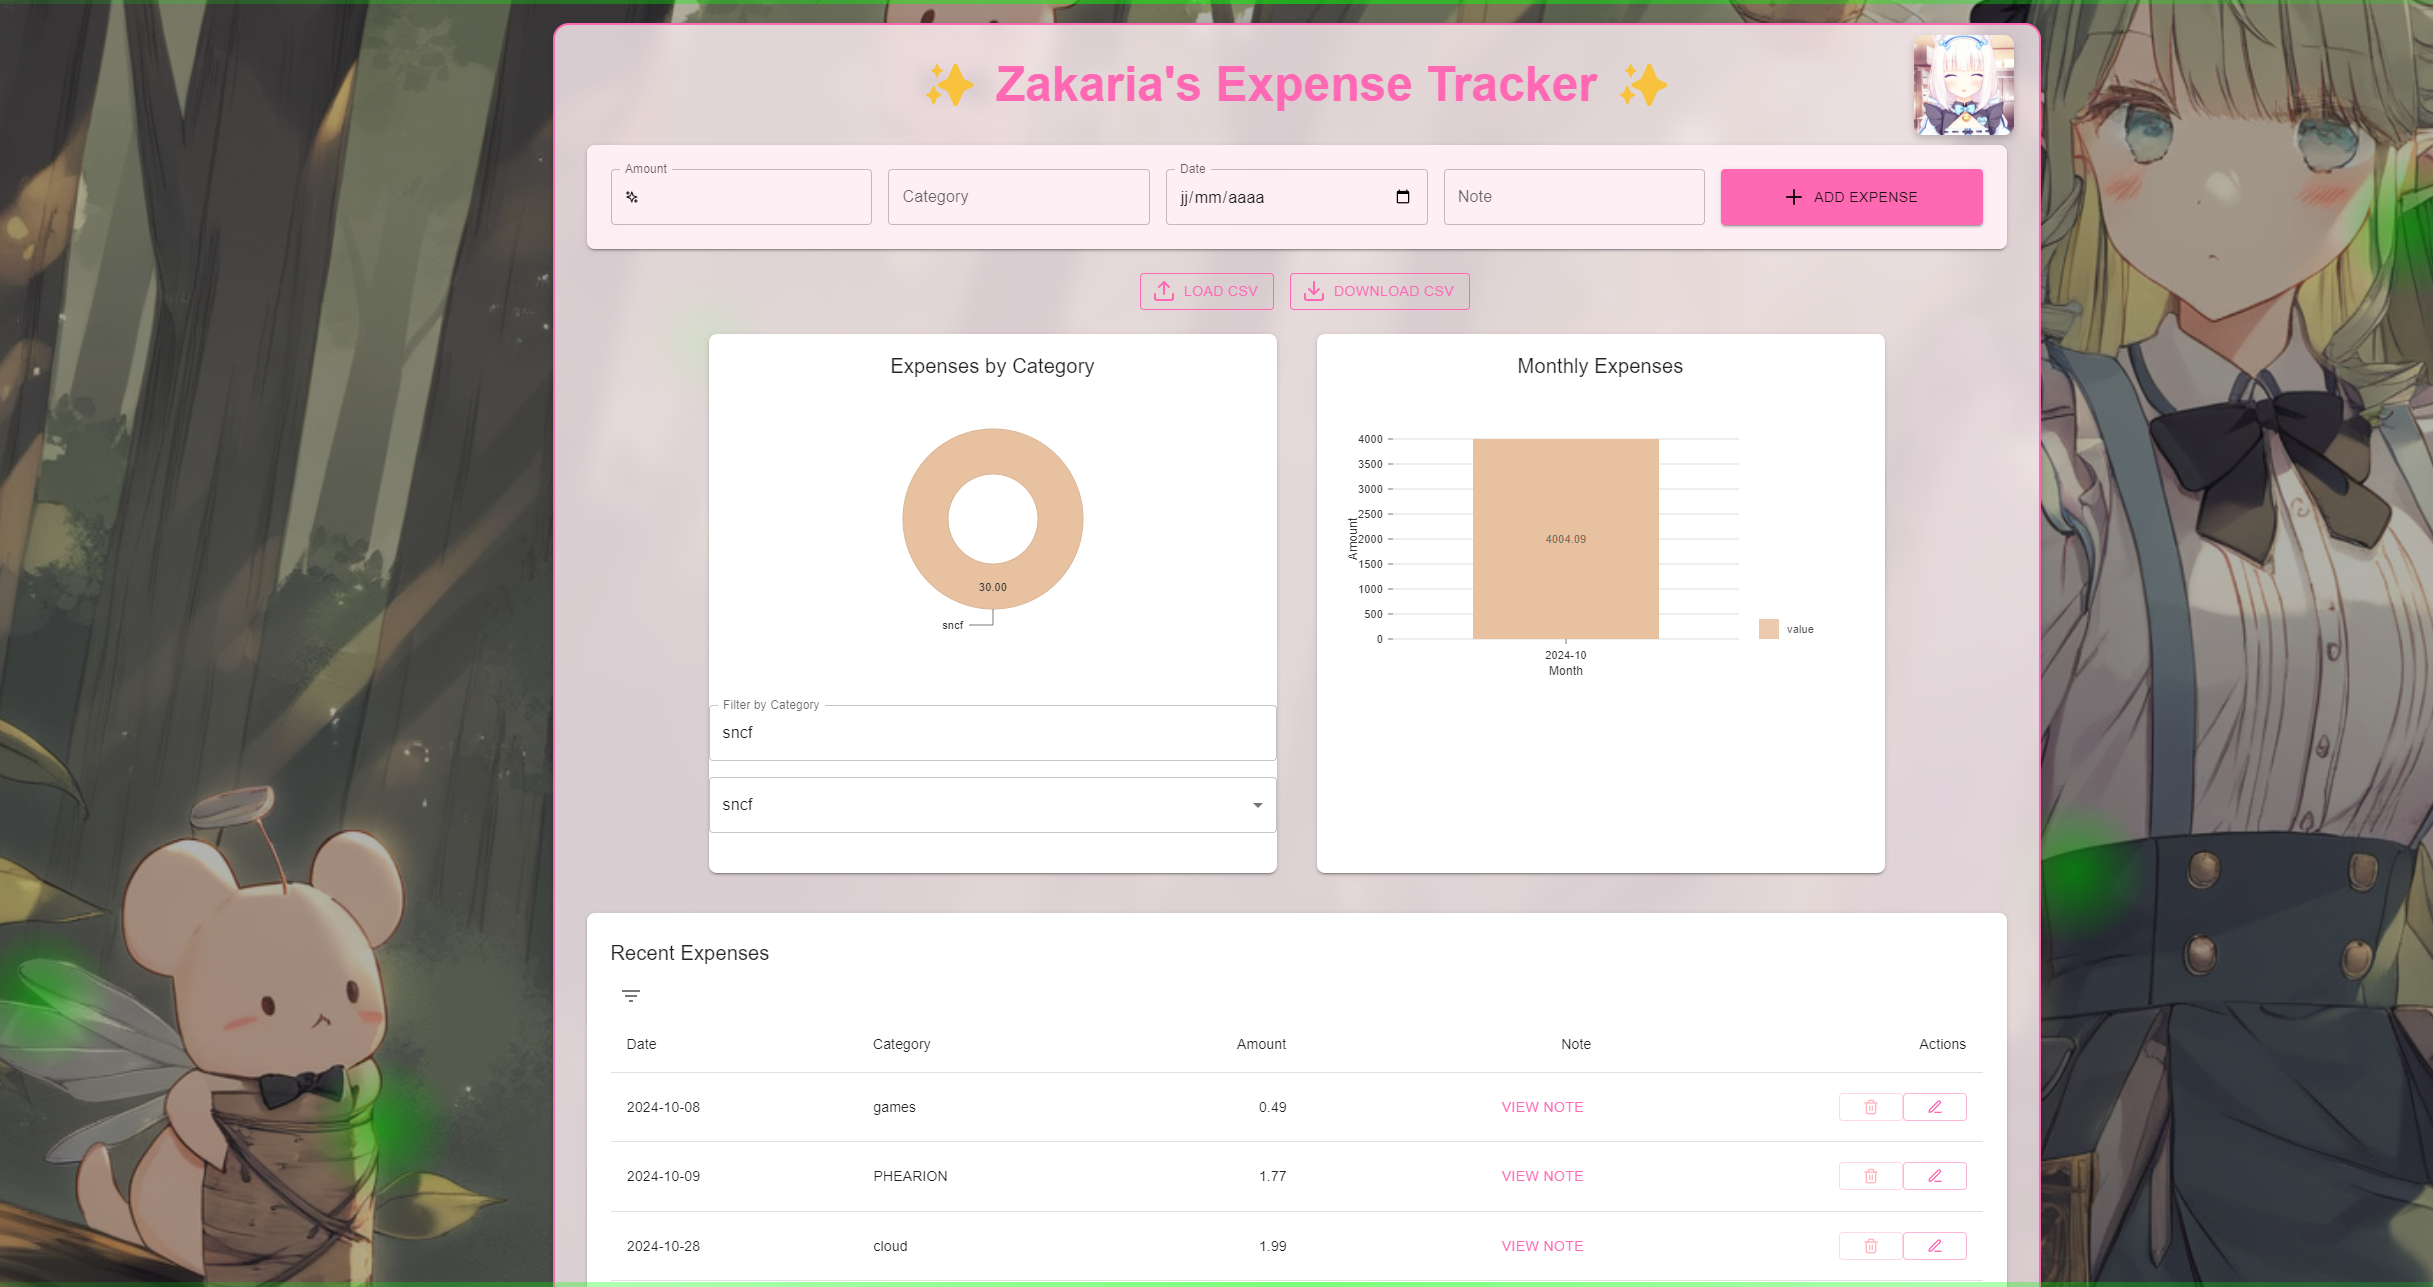 ✨ Zakaria's Expense Tracker ✨
Amount
Category
Date
jj/mm/aaaa
Note
ADD EXPENSE
LOAD CSV
DOWNLOAD CSV
Expenses by Category
30.00
sncf
Filter by Category
sncf
sncf
Monthly Expenses
Amount
4000
3500
3000
2500
2000
1500
1000
500
0
4004.09
2024-10
Month
value
Recent Expenses
Date Category Amount Note Actions
2024-10-08 games 0.49 VIEW NOTE
2024-10-09 PHEARION 1.77 VIEW NOTE
2024-10-28 cloud 1.99 VIEW NOTE